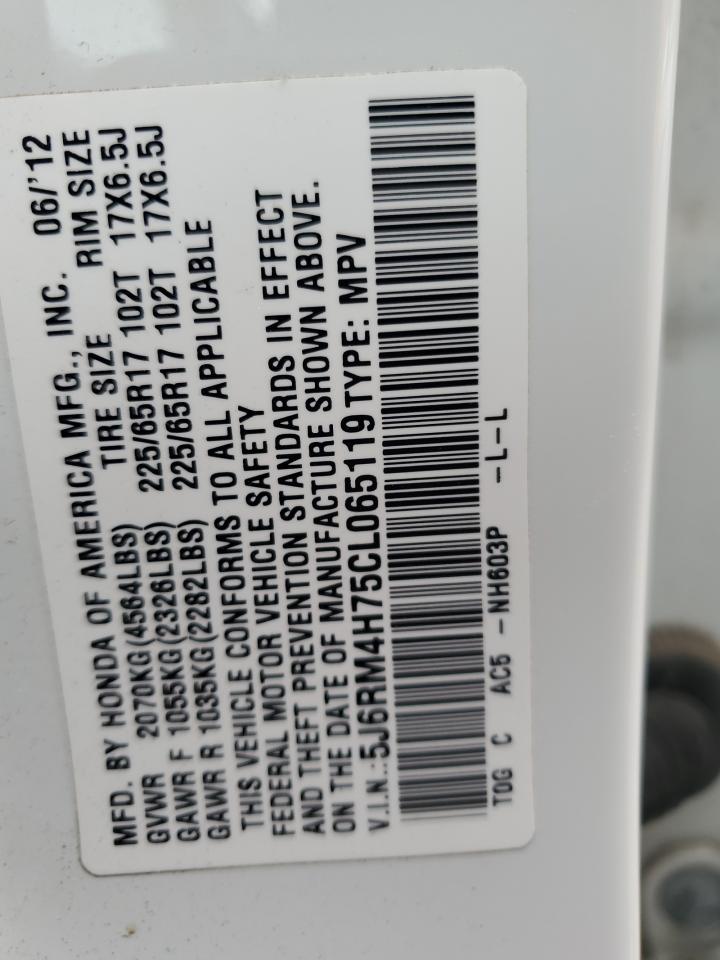 MFD. BY HONDA OF AMERICA MFG., INC. 06/'12
GVWR 2070KG(4564LBS) TIRE SIZE RIM SIZE
GAWR F 1055KG(2326LBS) 225/65R17 102T 17X6.5J
GAWR R 1035KG(2282LBS) 225/65R17 102T 17X6.5J
THIS VEHICLE CONFORMS TO ALL APPLICABLE
FEDERAL MOTOR VEHICLE SAFETY
AND THEFT PREVENTION STANDARDS IN EFFECT
ON THE DATE OF MANUFACTURE SHOWN ABOVE.
V.I.N.:5J6RM4H75CL065119 TYPE: MPV
TOG C AC5 -NH603P -L-L